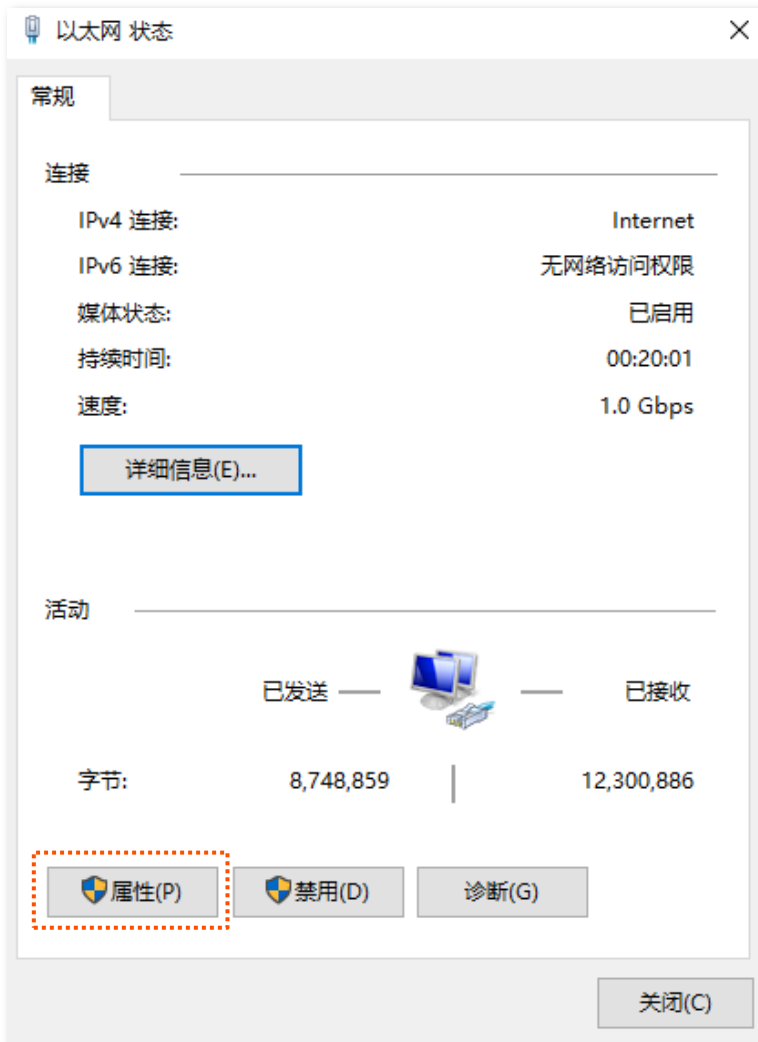 以太网 状态
常规
连接
IPv4 连接: Internet
IPv6 连接: 无网络访问权限
媒体状态: 已启用
持续时间: 00:20:01
速度: 1.0 Gbps
详细信息(E)...
活动
已发送 已接收
字节: 8,748,859 12,300,886
属性(P) 禁用(D) 诊断(G)
关闭(C)